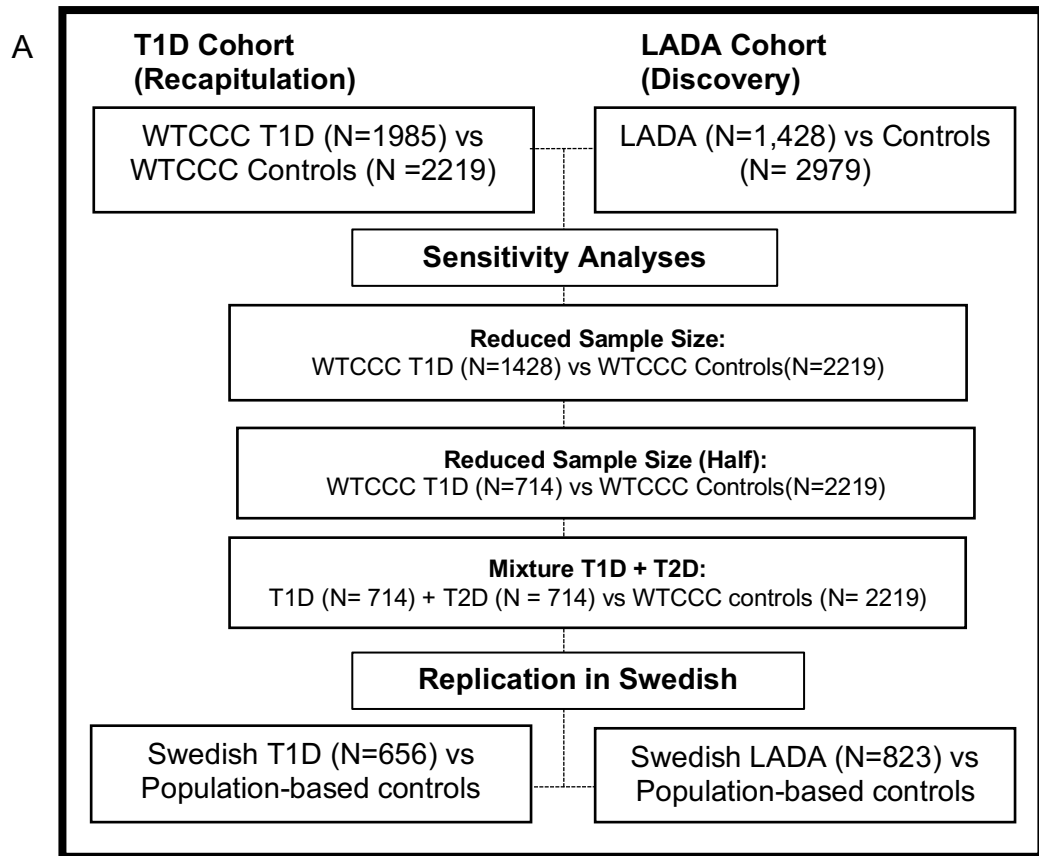 A
T1D Cohort
(Recapitulation)
LADA Cohort
(Discovery)
WTCCC T1D (N=1985) vs
WTCCC Controls (N =2219)
LADA (N=1,428) vs Controls
(N= 2979)
Sensitivity Analyses
Reduced Sample Size:
WTCCC T1D (N=1428) vs WTCCC Controls(N=2219)
Reduced Sample Size (Half):
WTCCC T1D (N=714) vs WTCCC Controls(N=2219)
Mixture T1D + T2D:
T1D (N= 714) + T2D (N = 714) vs WTCCC controls (N= 2219)
Replication in Swedish
Swedish T1D (N=656) vs
Population-based controls
Swedish LADA (N=823) vs
Population-based controls